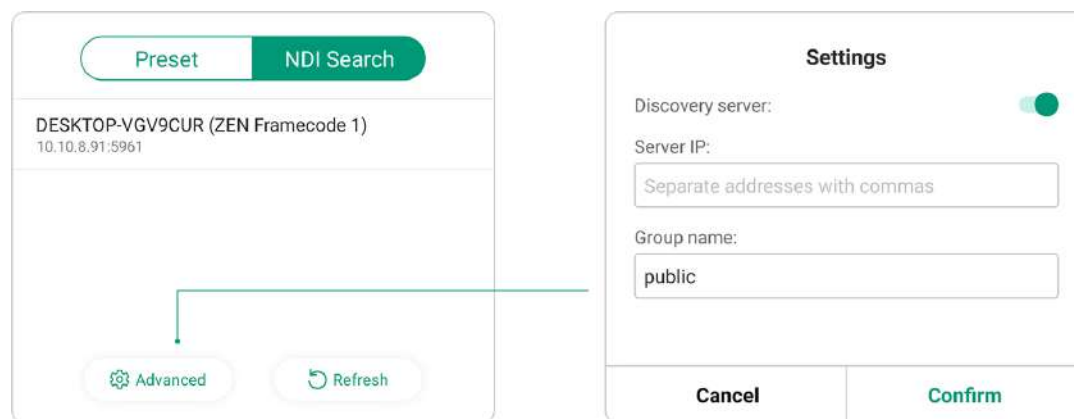 Preset
NDI Search
DESKTOP-VGV9CUR (ZEN Framecode 1)
10.10.8.91:5961
Advanced
Refresh
Settings
Discovery server:
Server IP:
Separate addresses with commas
Group name:
public
Cancel
Confirm